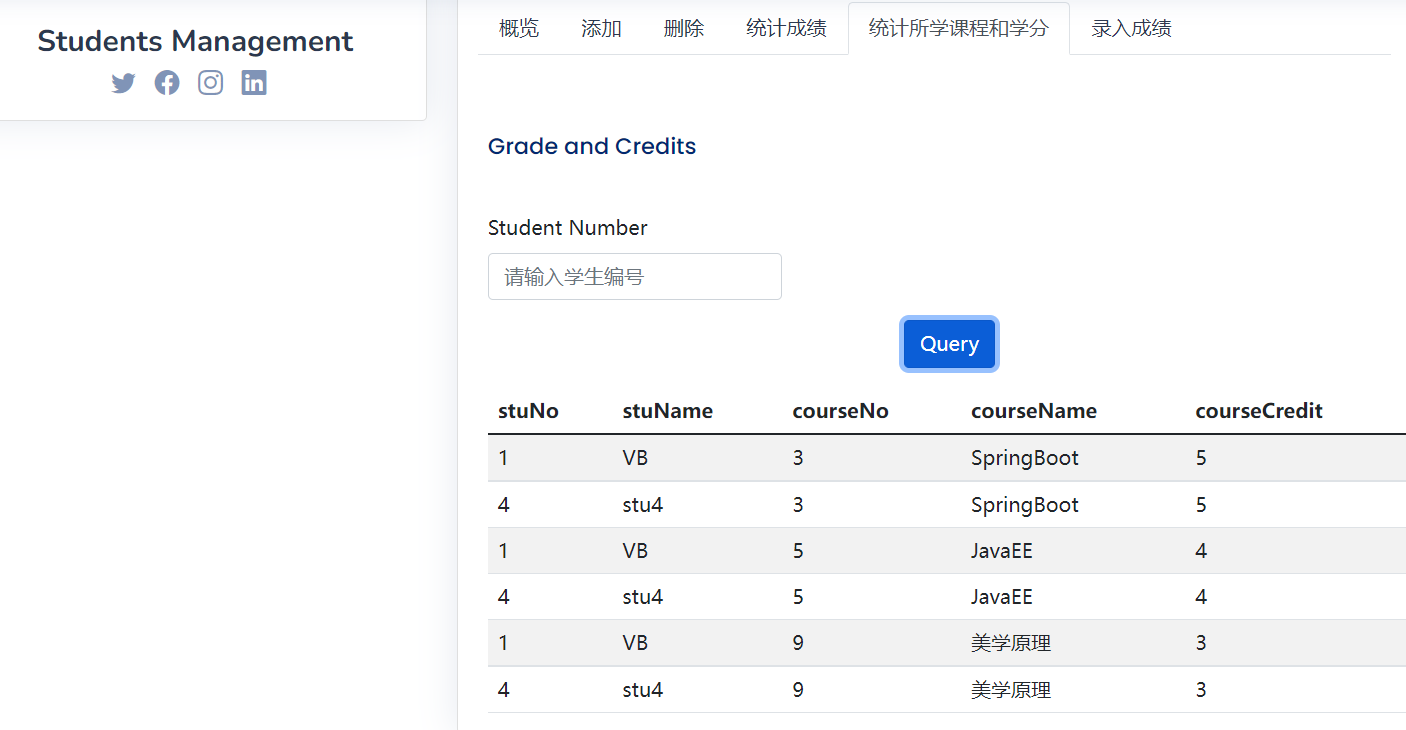 Students Management
概览 添加 删除 统计成绩 统计所学课程和学分 录入成绩
Grade and Credits
Student Number
请输入学生编号
Query
stuNo stuName courseNo courseName courseCredit
1 VB 3 SpringBoot 5
4 stu4 3 SpringBoot 5
1 VB 5 JavaEE 4
4 stu4 5 JavaEE 4
1 VB 9 美学原理 3
4 stu4 9 美学原理 3